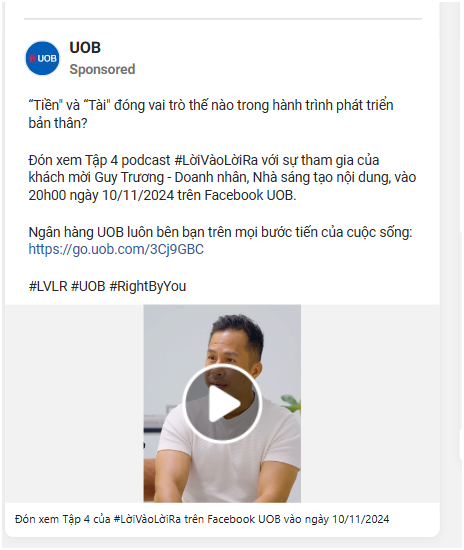 UOB
UOB
Sponsored
“Tiền" và “Tài" đóng vai trò thế nào trong hành trình phát triển
bản thân?
Đón xem Tập 4 podcast #LờiVàoLờiRa với sự tham gia của
khách mời Guy Trương - Doanh nhân, Nhà sáng tạo nội dung, vào
20h00 ngày 10/11/2024 trên Facebook UOB.
Ngân hàng UOB luôn bên bạn trên mọi bước tiến của cuộc sống:
https://go.uob.com/3Cj9GBC
#LVLR #UOB #RightByYou
Đón xem Tập 4 của #LờiVàoLờiRa trên Facebook UOB vào ngày 10/11/2024